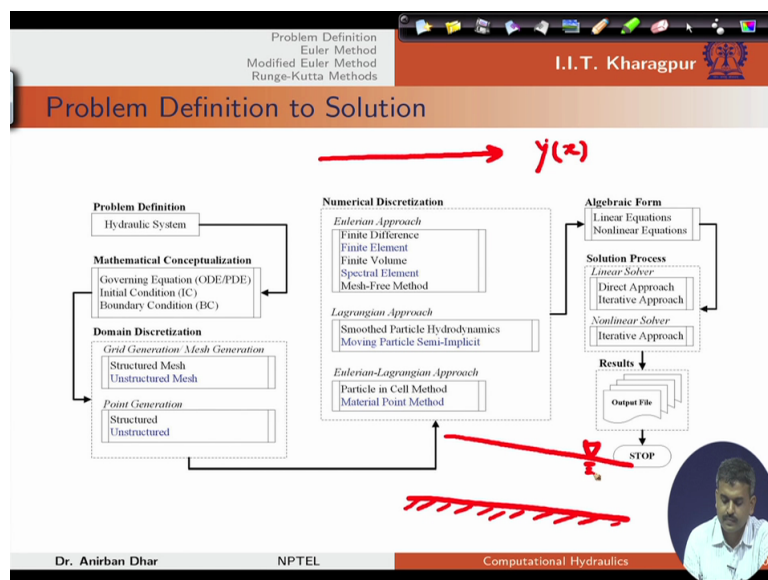 Problem Definition
Euler Method
Modified Euler Method
Runge-Kutta Methods
I.I.T. Kharagpur
Problem Definition to Solution
y(x)
Problem Definition
Hydraulic System
Mathematical Conceptualization
Governing Equation (ODE/PDE)
Initial Condition (IC)
Boundary Condition (BC)
Domain Discretization
Grid Generation/ Mesh Generation
Structured Mesh
Unstructured Mesh
Point Generation
Structured
Unstructured
Numerical Discretization
Eulerian Approach
Finite Difference
Finite Element
Finite Volume
Spectral Element
Mesh-Free Method
Lagrangian Approach
Smoothed Particle Hydrodynamics
Moving Particle Semi-Implicit
Eulerian-Lagrangian Approach
Particle in Cell Method
Material Point Method
Algebraic Form
Linear Equations
Nonlinear Equations
Solution Process
Linear Solver
Direct Approach
Iterative Approach
Nonlinear Solver
Iterative Approach
Results
Output File
STOP
Dr. Anirban Dhar
NPTEL
Computational Hydraulics